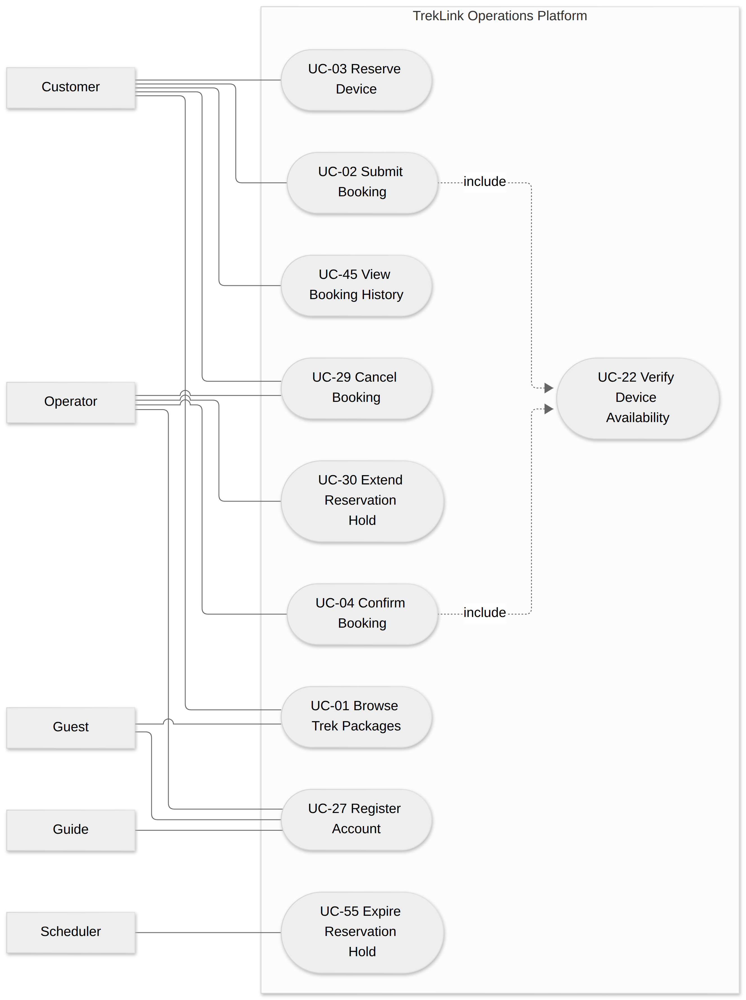 TrekLink Operations Platform
Customer
UC-03 Reserve
Device
UC-02 Submit
Booking
include
UC-45 View
Booking History
UC-29 Cancel
Booking
Operator
UC-22 Verify
Device
Availability
UC-30 Extend
Reservation
Hold
UC-04 Confirm
Booking
include
UC-01 Browse
Trek Packages
Guest
UC-27 Register
Account
Guide
UC-55 Expire
Reservation
Hold
Scheduler